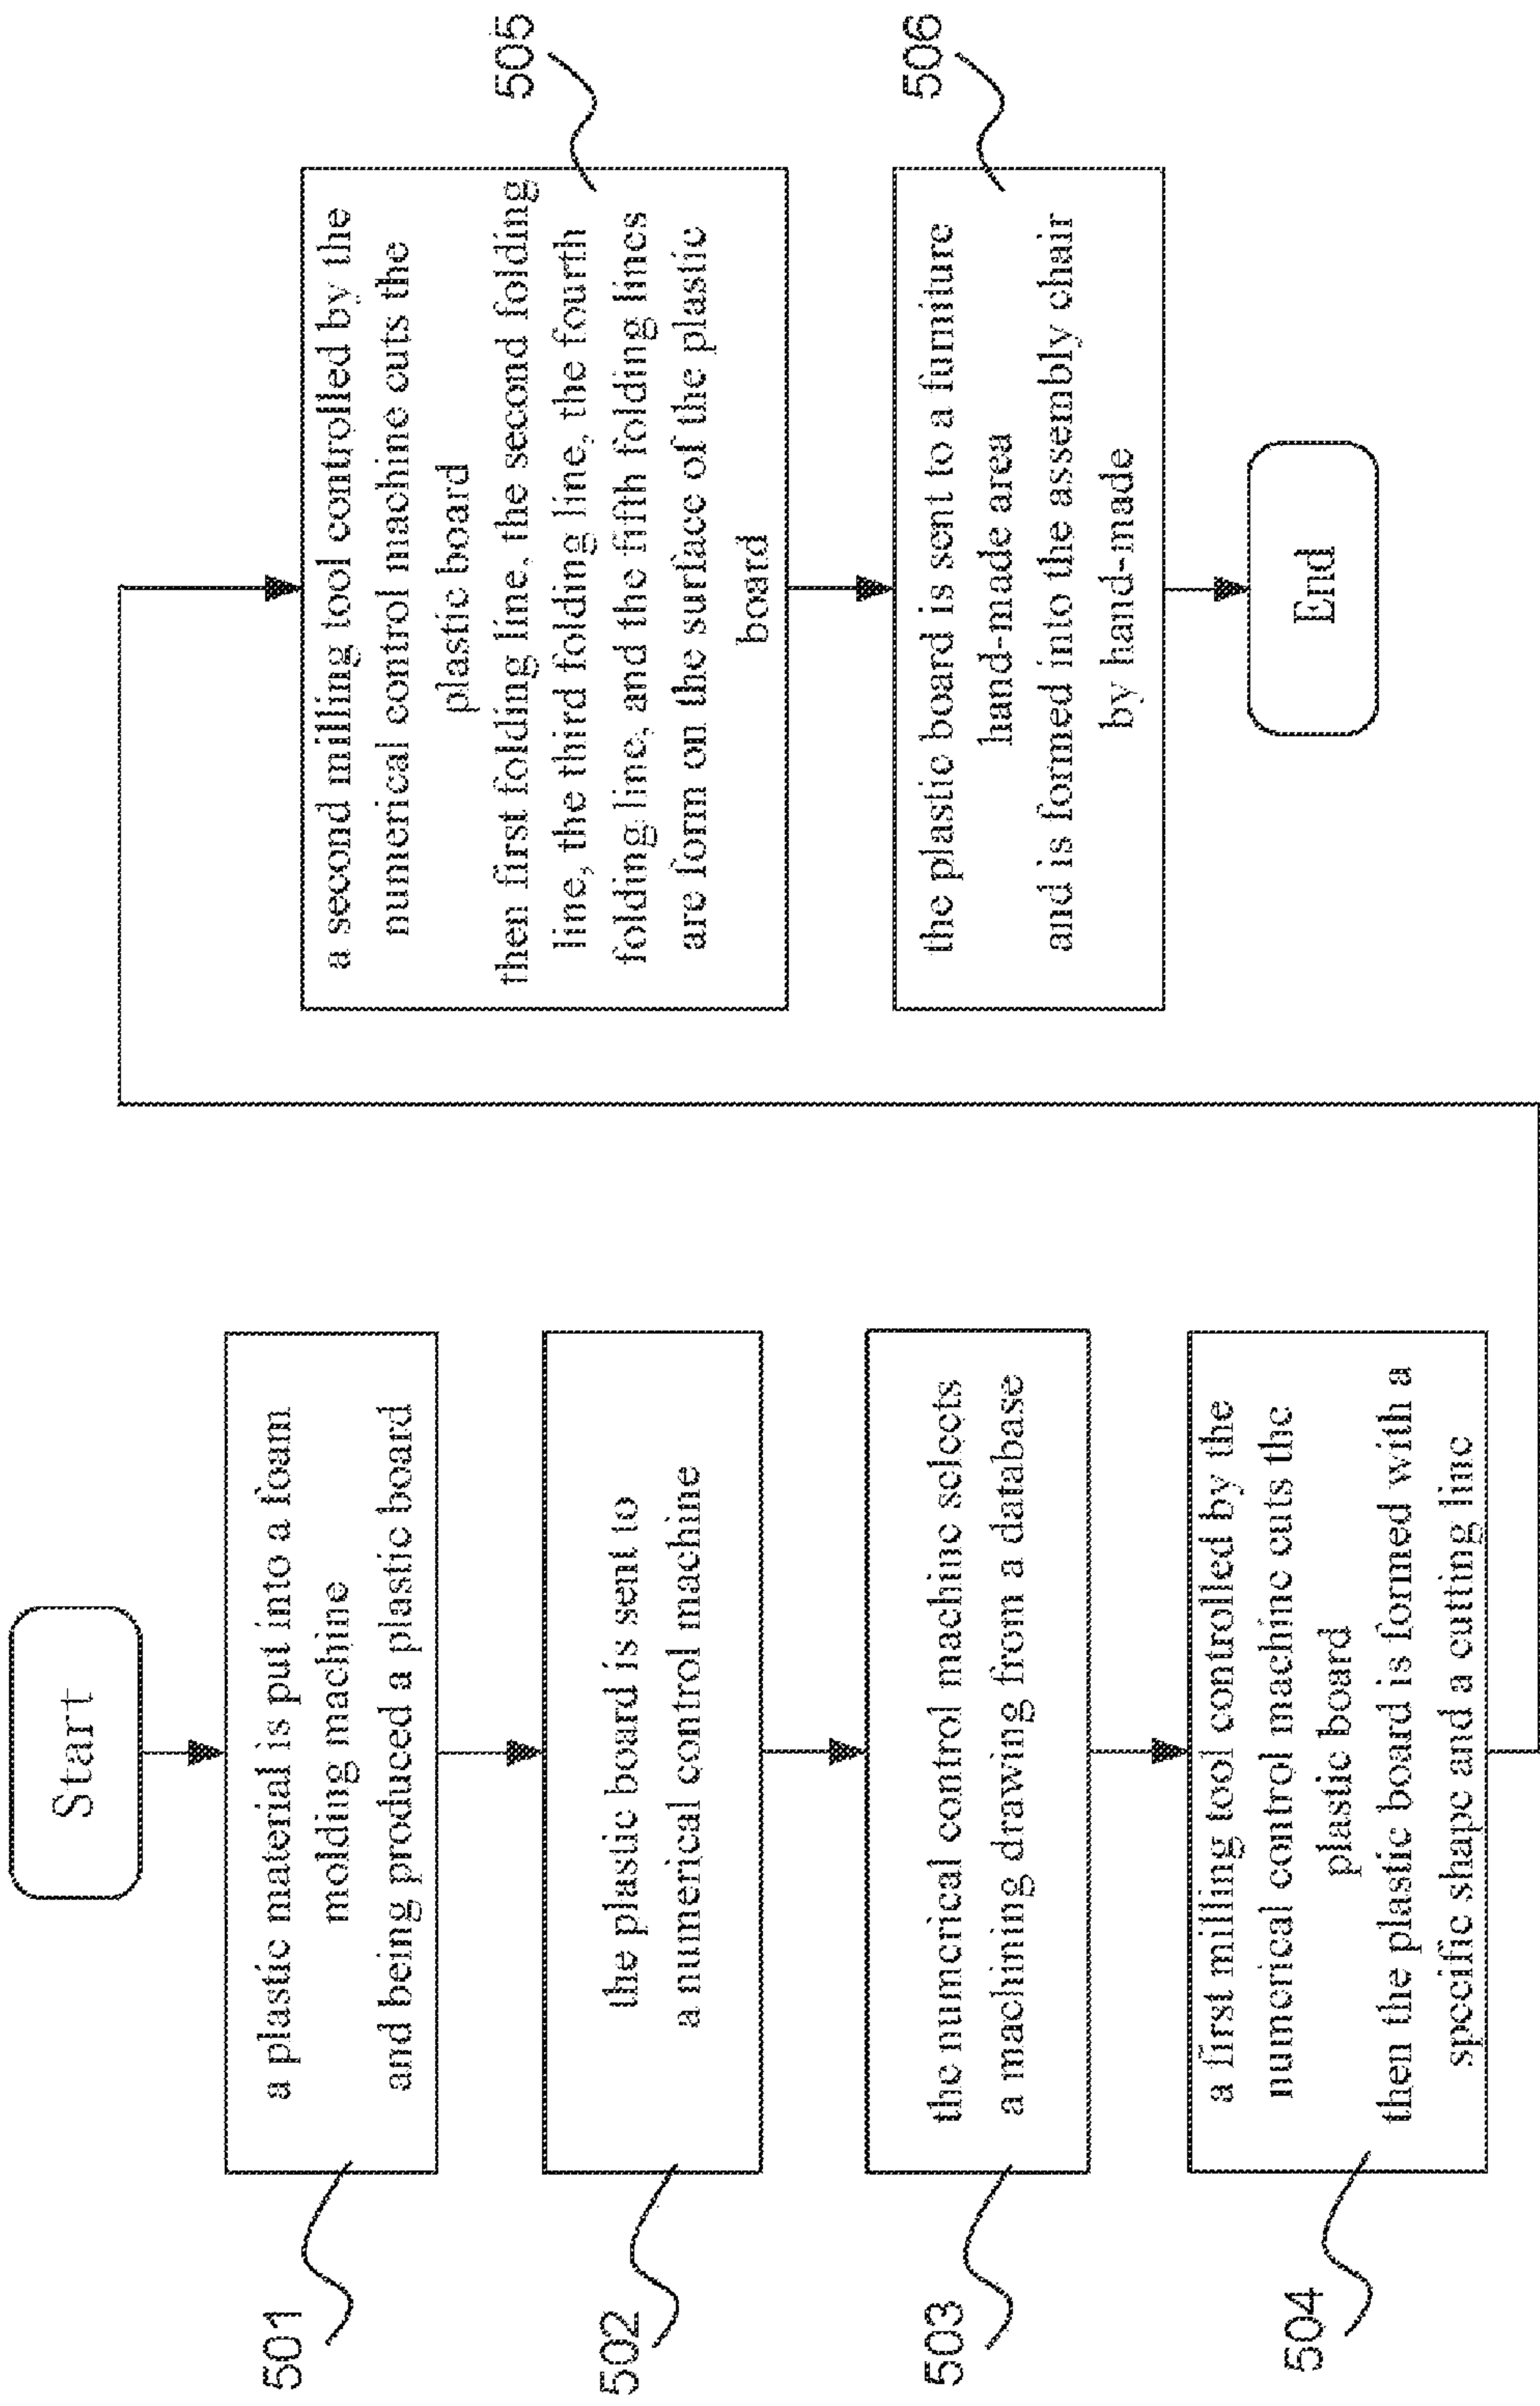 Start
501
a plastic material is put into a foam
molding machine
and being produced a plastic board
502
the plastic board is sent to
a numerical control machine
503
the numerical control machine selects
a machining drawing from a database
504
a first milling tool controlled by the
numerical control machine cuts the
plastic board
then the plastic board is formed with a
specific shape and a cutting line
505
a second milling tool controlled by the
numerical control machine cuts the
plastic board
then first folding line, the second folding
line, the third folding line, the fourth
folding line, and the fifth folding lines
are form on the surface of the plastic
board
506
the plastic board is sent to a furniture
hand-made area
and is formed into the assembly chair
by hand-made
End